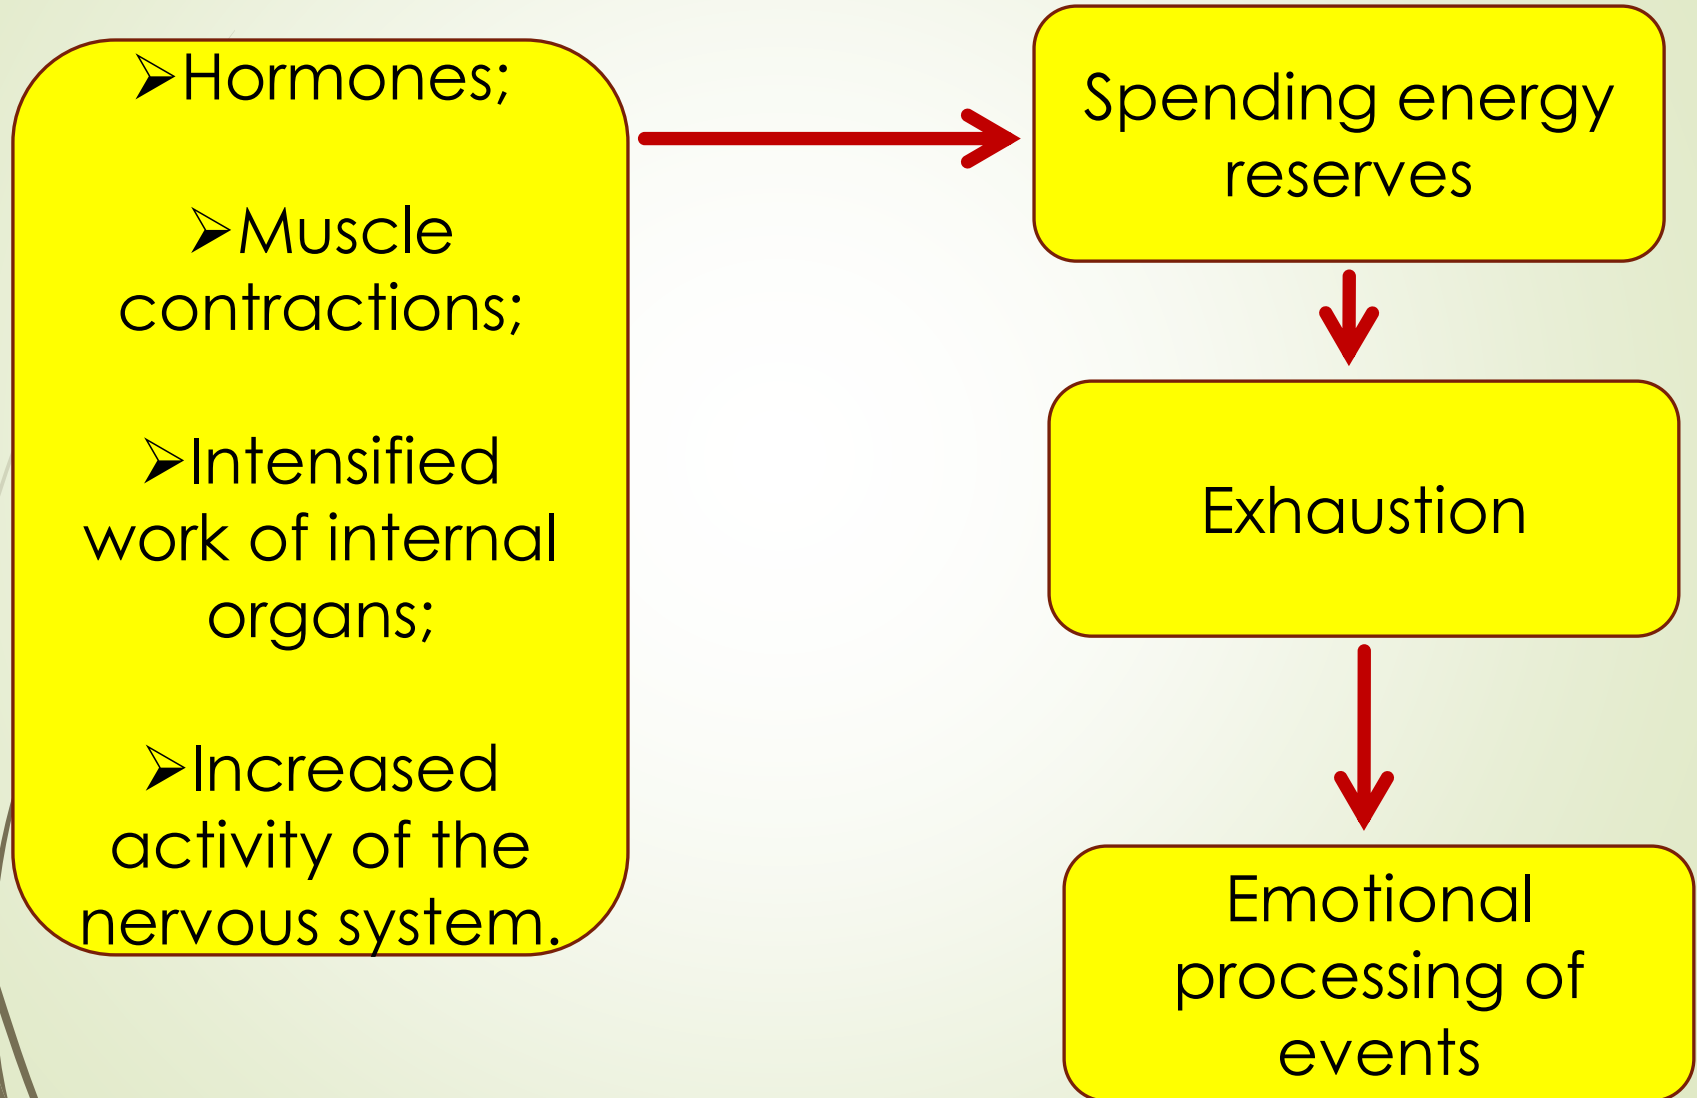 ➢Hormones;
➢Muscle
contractions;
➢Intensified
work of internal
organs;
➢Increased
activity of the
nervous system.
Spending energy
reserves
Exhaustion
Emotional
processing of
events